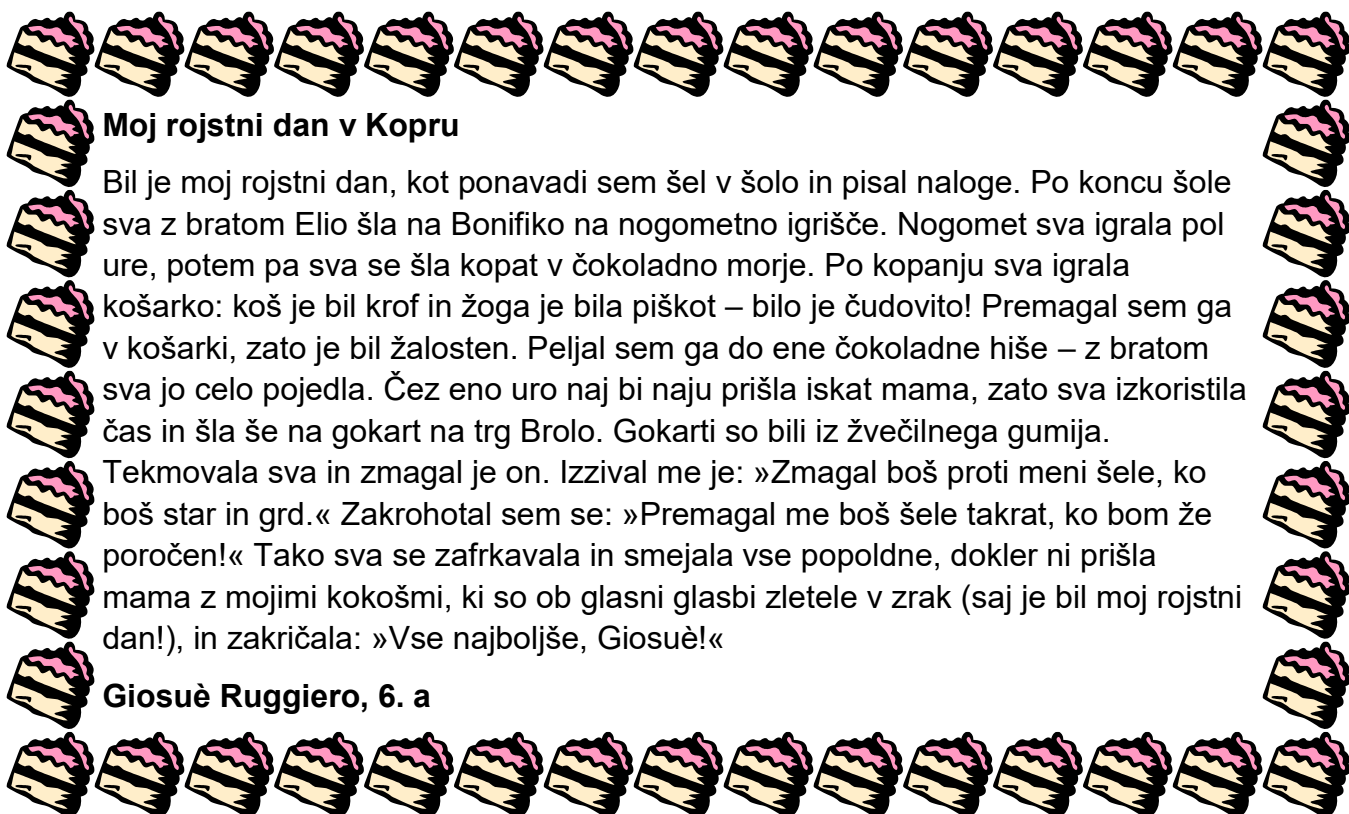 Moj rojstni dan v Kopru
Bil je moj rojstni dan, kot ponavadi sem šel v šolo in pisal naloge. Po koncu šole
sva z bratom Elio šla na Bonifiko na nogometno igrišče. Nogomet sva igrala pol
ure, potem pa sva se šla kopat v čokoladno morje. Po kopanju sva igrala
košarko: koš je bil krof in žoga je bila piškot – bilo je čudovito! Premagal sem ga
v košarki, zato je bil žalosten. Peljal sem ga do ene čokoladne hiše – z bratom
sva jo celo pojedla. Čez eno uro naj bi naju prišla iskat mama, zato sva izkoristila
čas in šla še na gokart na trg Brolo. Gokarti so bili iz žvečilnega gumija.
Tekmovala sva in zmagal je on. Izzival me je: »Zmagal boš proti meni šele, ko
boš star in grd.« Zakrohotal sem se: »Premagal me boš šele takrat, ko bom že
poročen!« Tako sva se zafrkavala in smejala vse popoldne, dokler ni prišla
mama z mojimi kokošmi, ki so ob glasni glasbi zletele v zrak (saj je bil moj rojstni
dan!), in zakričala: »Vse najboljše, Giosuè!«
Giosuè Ruggiero, 6. a